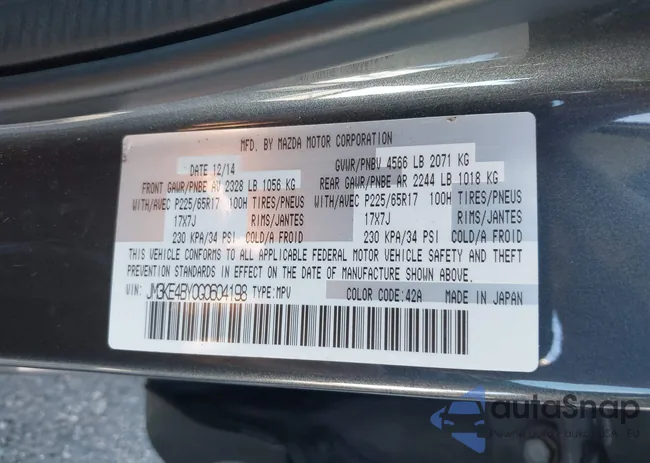 MFD. BY MAZDA MOTOR CORPORATION
DATE 12/14 GVWR/PNBV 4566 LB 2071 KG
FRONT GAWR/PNBE AV 2328 LB 1056 KG REAR GAWR/PNBE AR 2244 LB 1018 KG
WITH/AVEC P225/65R17 100H TIRES/PNEUS WITH/AVEC P225/65R17 100H TIRES/PNEUS
17X7J RIMS/JANTES 17X7J RIMS/JANTES
230 KPA/34 PSI COLD/A FROID 230 KPA/34 PSI COLD/A FROID
THIS VEHICLE CONFORMS TO ALL APPLICABLE FEDERAL MOTOR VEHICLE SAFETY AND THEFT
PREVENTION STANDARDS IN EFFECT ON THE DATE OF MANUFACTURE SHOWN ABOVE.
VIN: JM3KE4BY0G0604198 TYPE: MPV COLOR CODE: 42A MADE IN JAPAN
autoSnap